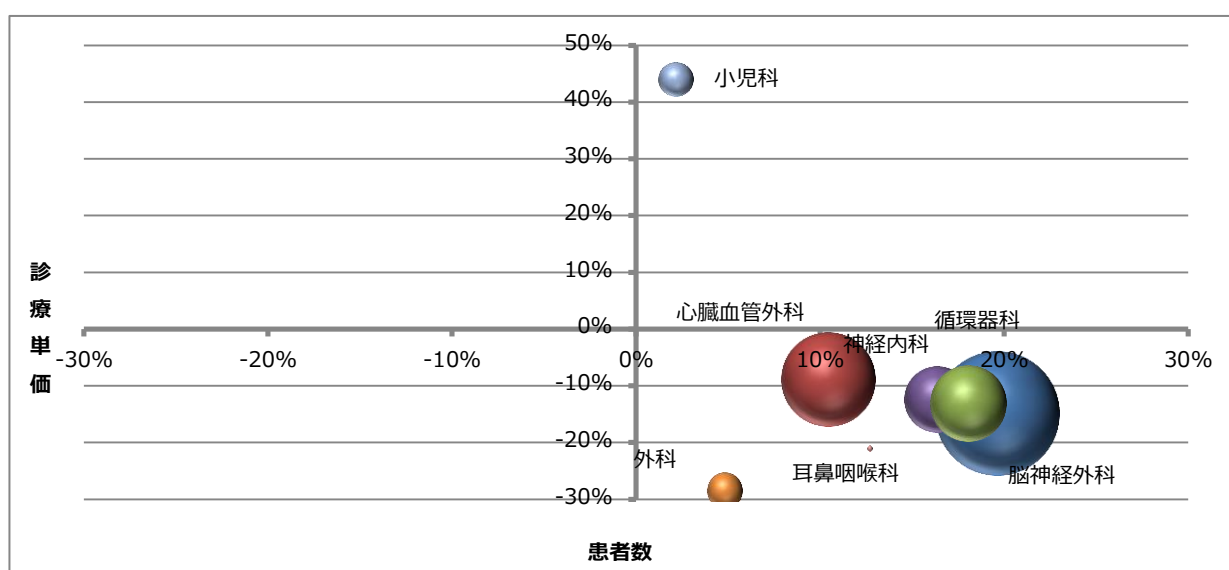 50%
小児科
40%
30%
20%
診療単価
10%
心臓血管外科
循環器科
0%
神経内科
-30%
-20%
-10%
0%
10%
20%
30%
-10%
-20%
外科
耳鼻咽喉科
脳神経外科
-30%
患者数